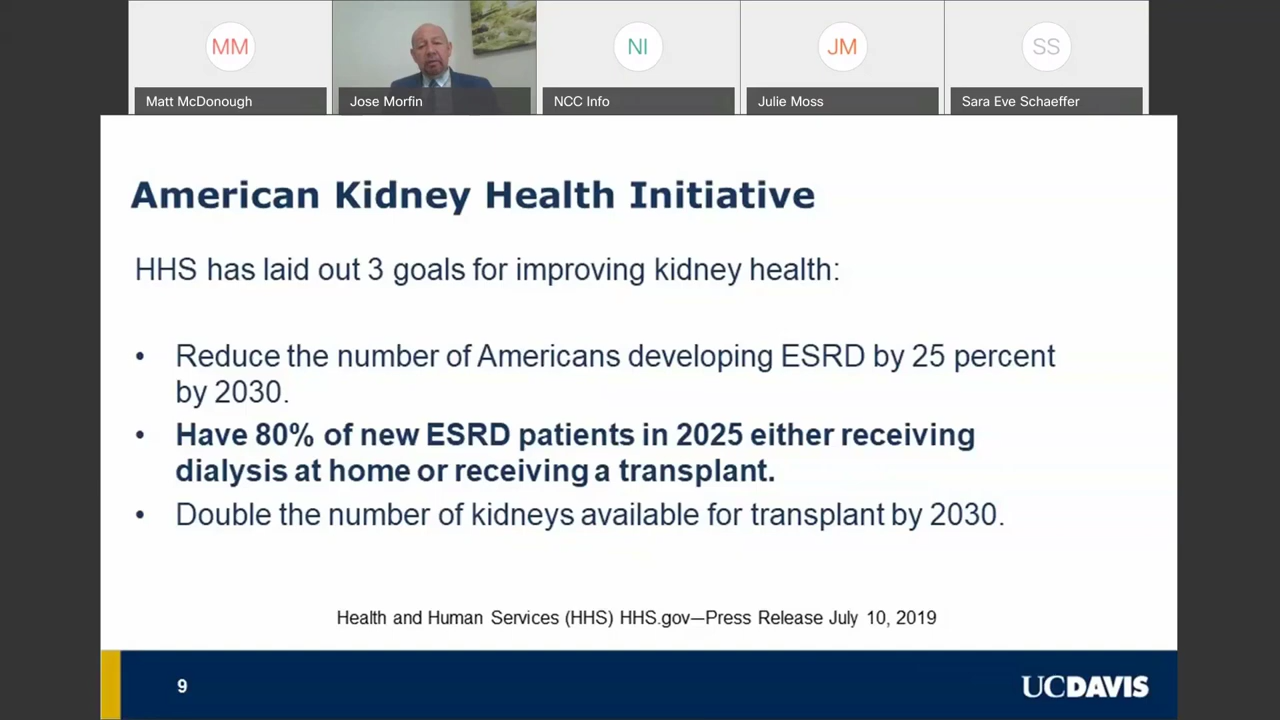 MM
NI
JM
SS
Matt McDonough
Jose Morfin
NCC Info
Julie Moss
Sara Eve Schaeffer
American Kidney Health Initiative
HHS has laid out 3 goals for improving kidney health:
• Reduce the number of Americans developing ESRD by 25 percent
by 2030.
• Have 80% of new ESRD patients in 2025 either receiving
dialysis at home or receiving a transplant.
• Double the number of kidneys available for transplant by 2030.
Health and Human Services (HHS) HHS.gov—Press Release July 10, 2019
9
UCDAVIS